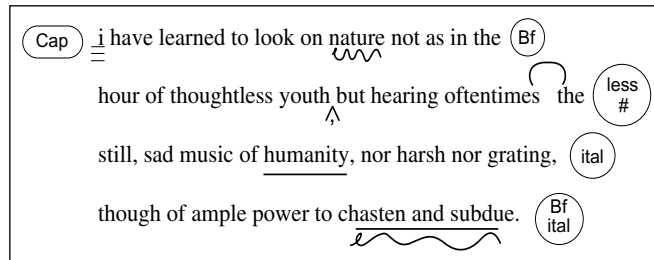 Cap i have learned to look on nature not as in the Bf
hour of thoughtless youth but hearing oftentimes the less #
,
still, sad music of humanity, nor harsh nor grating, ital
though of ample power to chasten and subdue. Bf ital